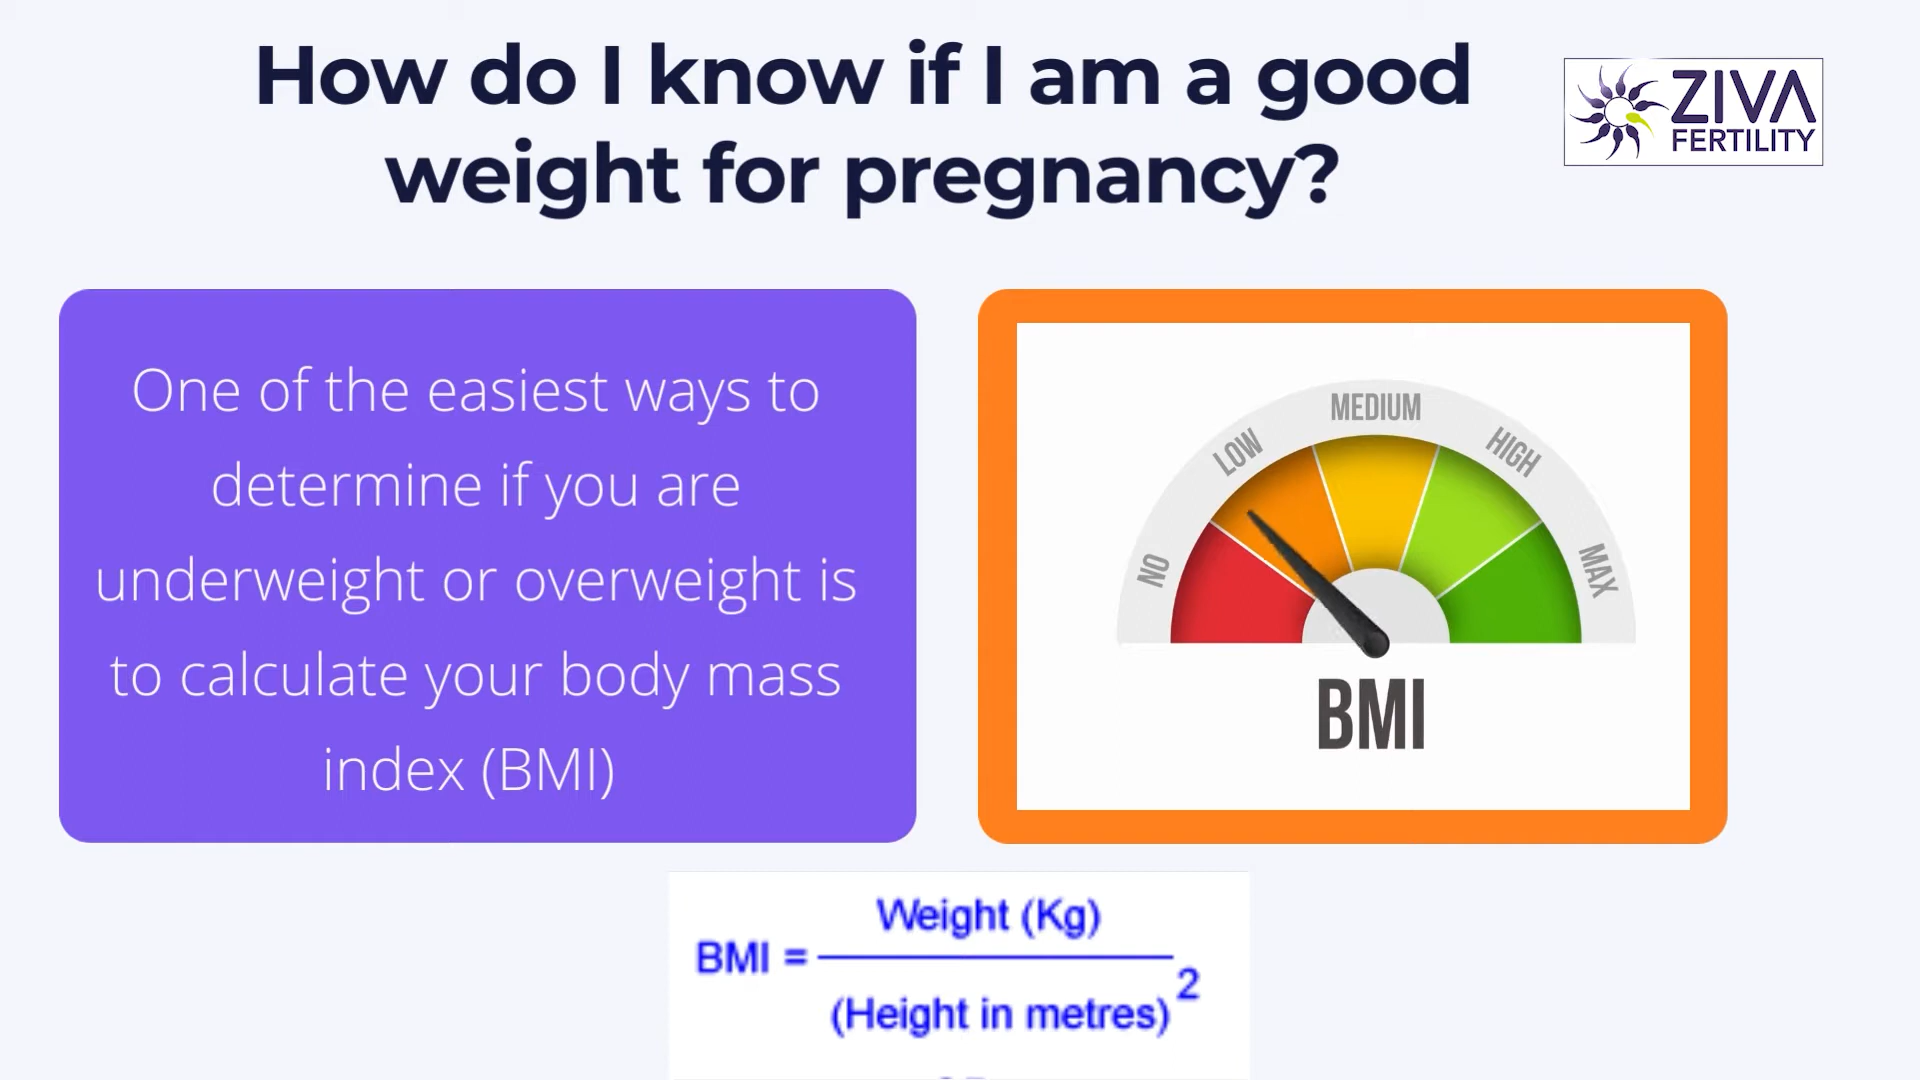 How do I know if I am a good
weight for pregnancy?
ZIVA
FERTILITY
One of the easiest ways to
determine if you are
underweight or overweight is
to calculate your body mass
index (BMI)
NO
LOW
MEDIUM
HIGH
MAX
BMI
Weight (Kg)
BMI =
(Height in metres) 2